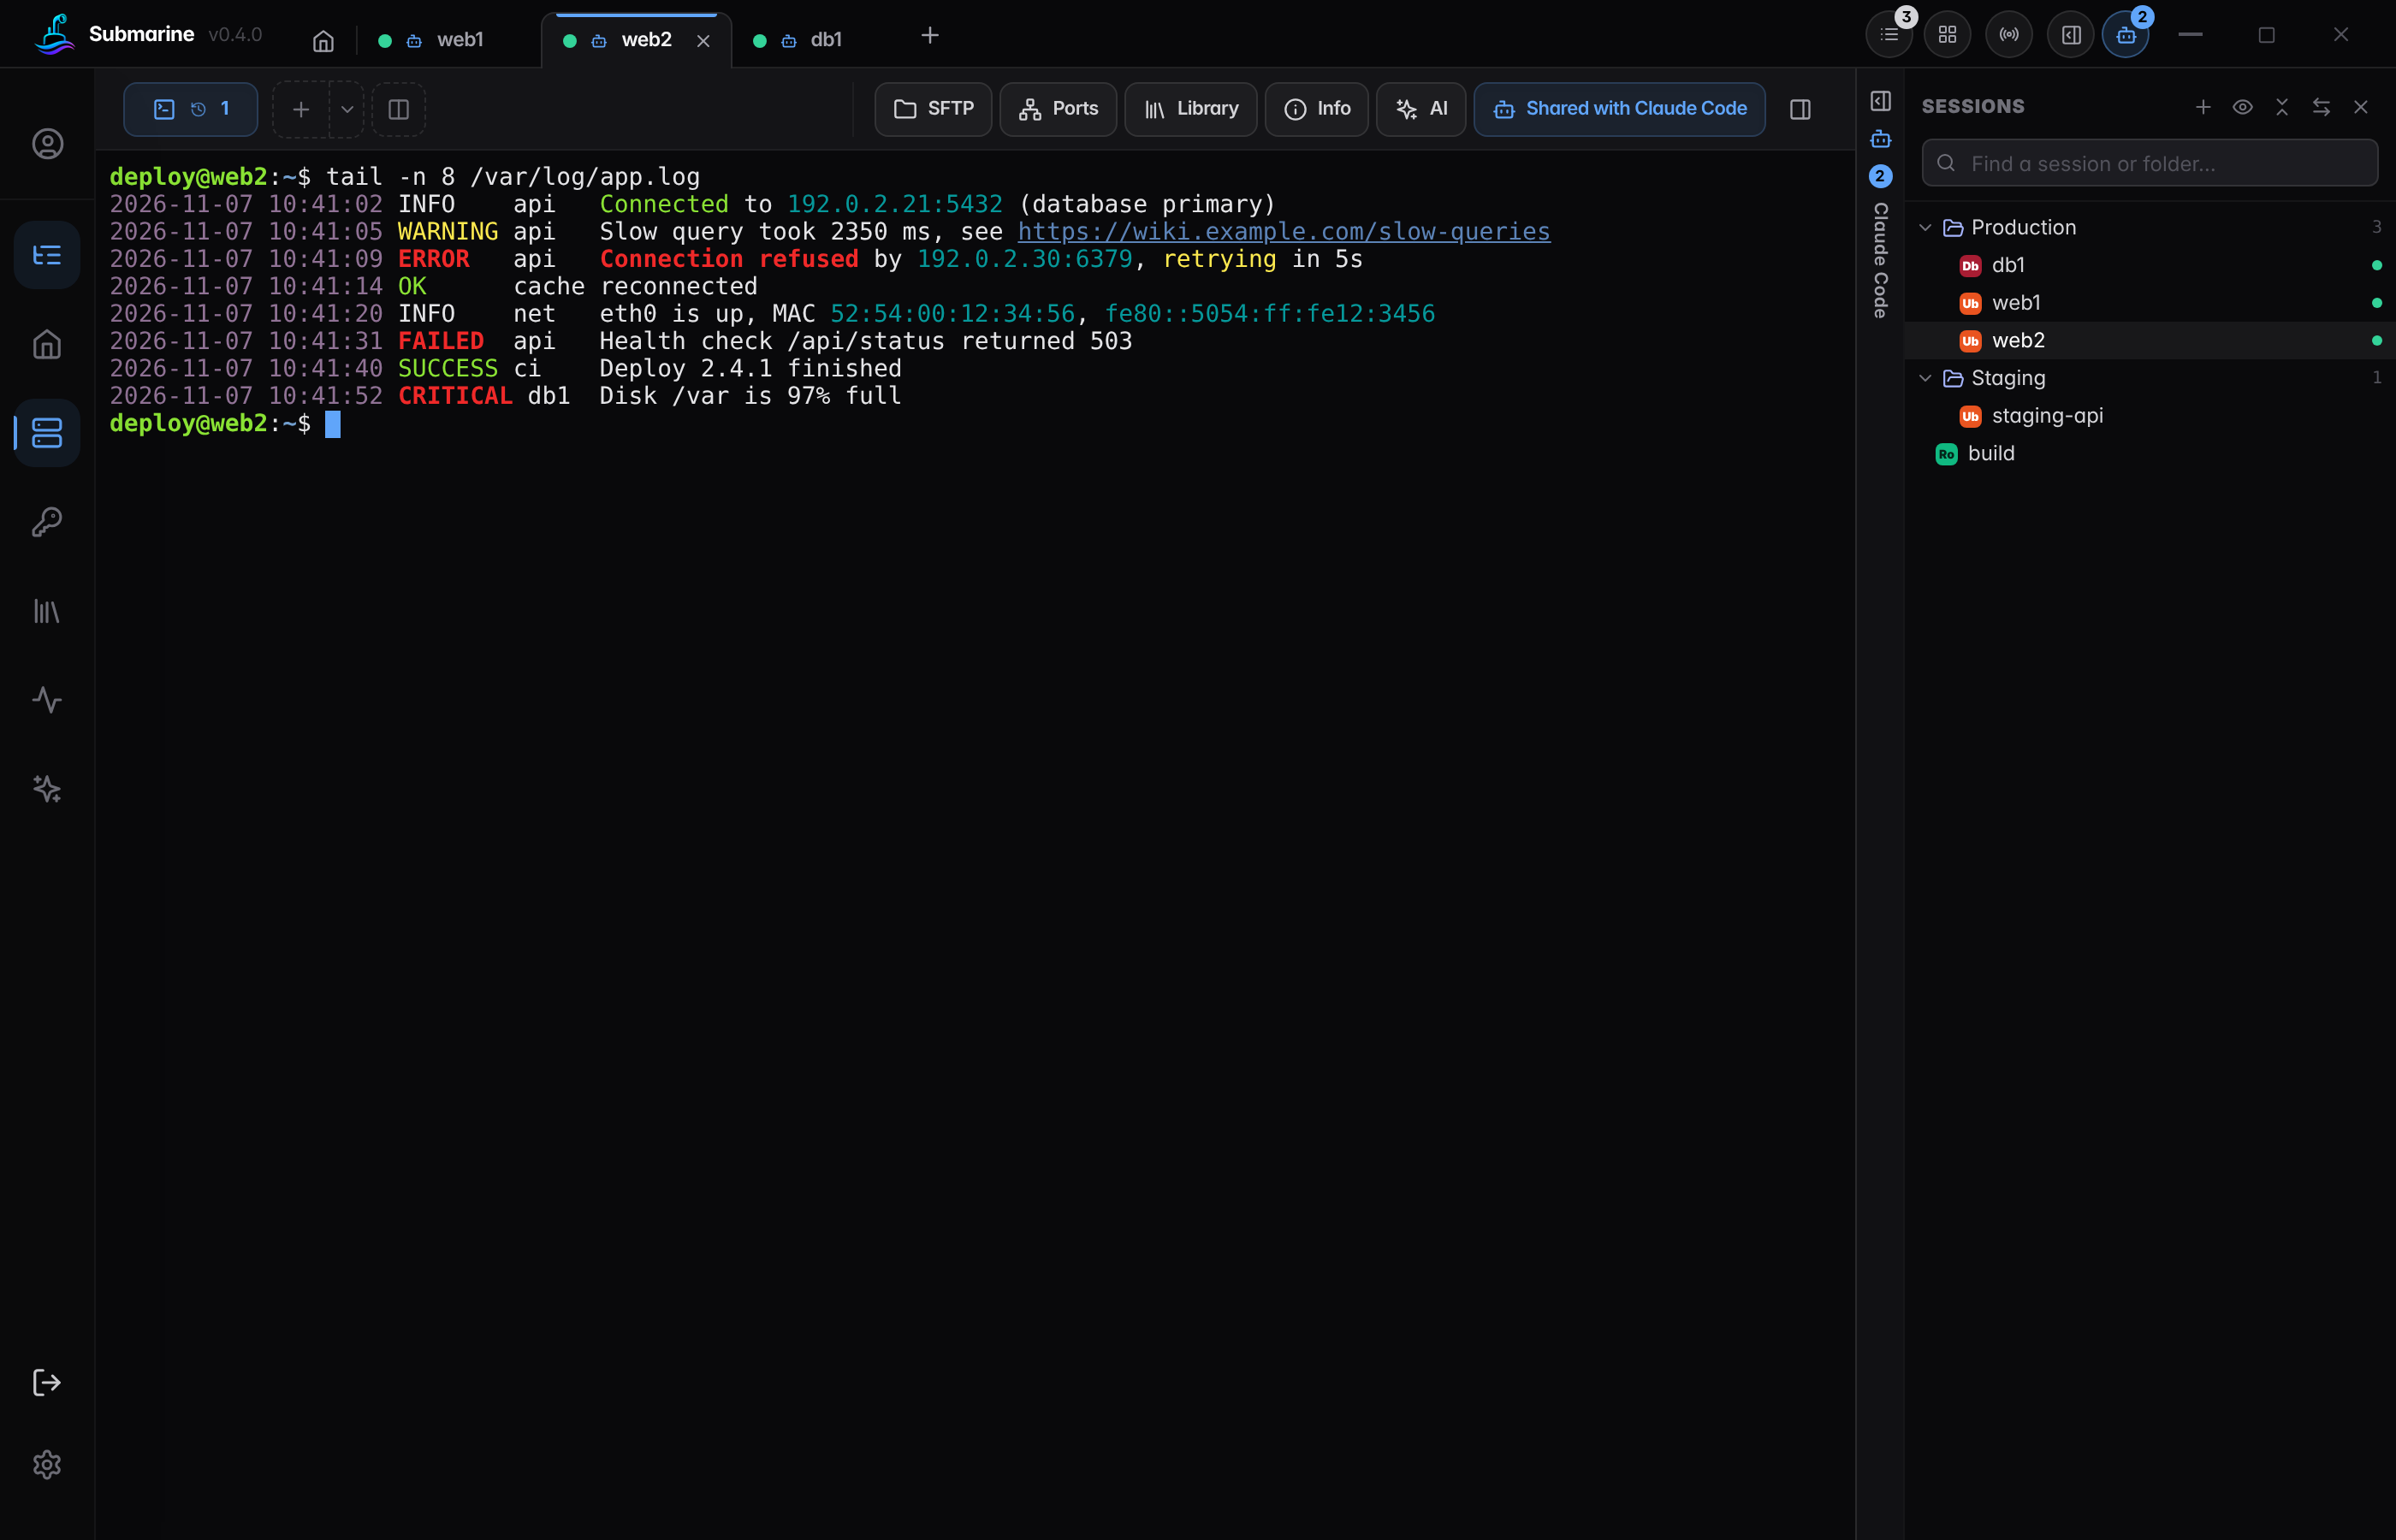 Submarine v0.4.0
web1
web2
db1
3
2
1
SFTP
Ports
Library
Info
AI
Shared with Claude Code
deploy@web2:~$ tail -n 8 /var/log/app.log
2026-11-07 10:41:02 INFO    api   Connected to 192.0.2.21:5432 (database primary)
2026-11-07 10:41:05 WARNING api   Slow query took 2350 ms, see https://wiki.example.com/slow-queries
2026-11-07 10:41:09 ERROR   api   Connection refused by 192.0.2.30:6379, retrying in 5s
2026-11-07 10:41:14 OK      cache reconnected
2026-11-07 10:41:20 INFO    net   eth0 is up, MAC 52:54:00:12:34:56, fe80::5054:ff:fe12:3456
2026-11-07 10:41:31 FAILED  api   Health check /api/status returned 503
2026-11-07 10:41:40 SUCCESS ci    Deploy 2.4.1 finished
2026-11-07 10:41:52 CRITICAL db1  Disk /var is 97% full
deploy@web2:~$
2
Claude Code
SESSIONS
Find a session or folder...
Production 3
Db db1
Ub web1
Ub web2
Staging 1
Ub staging-api
Ro build